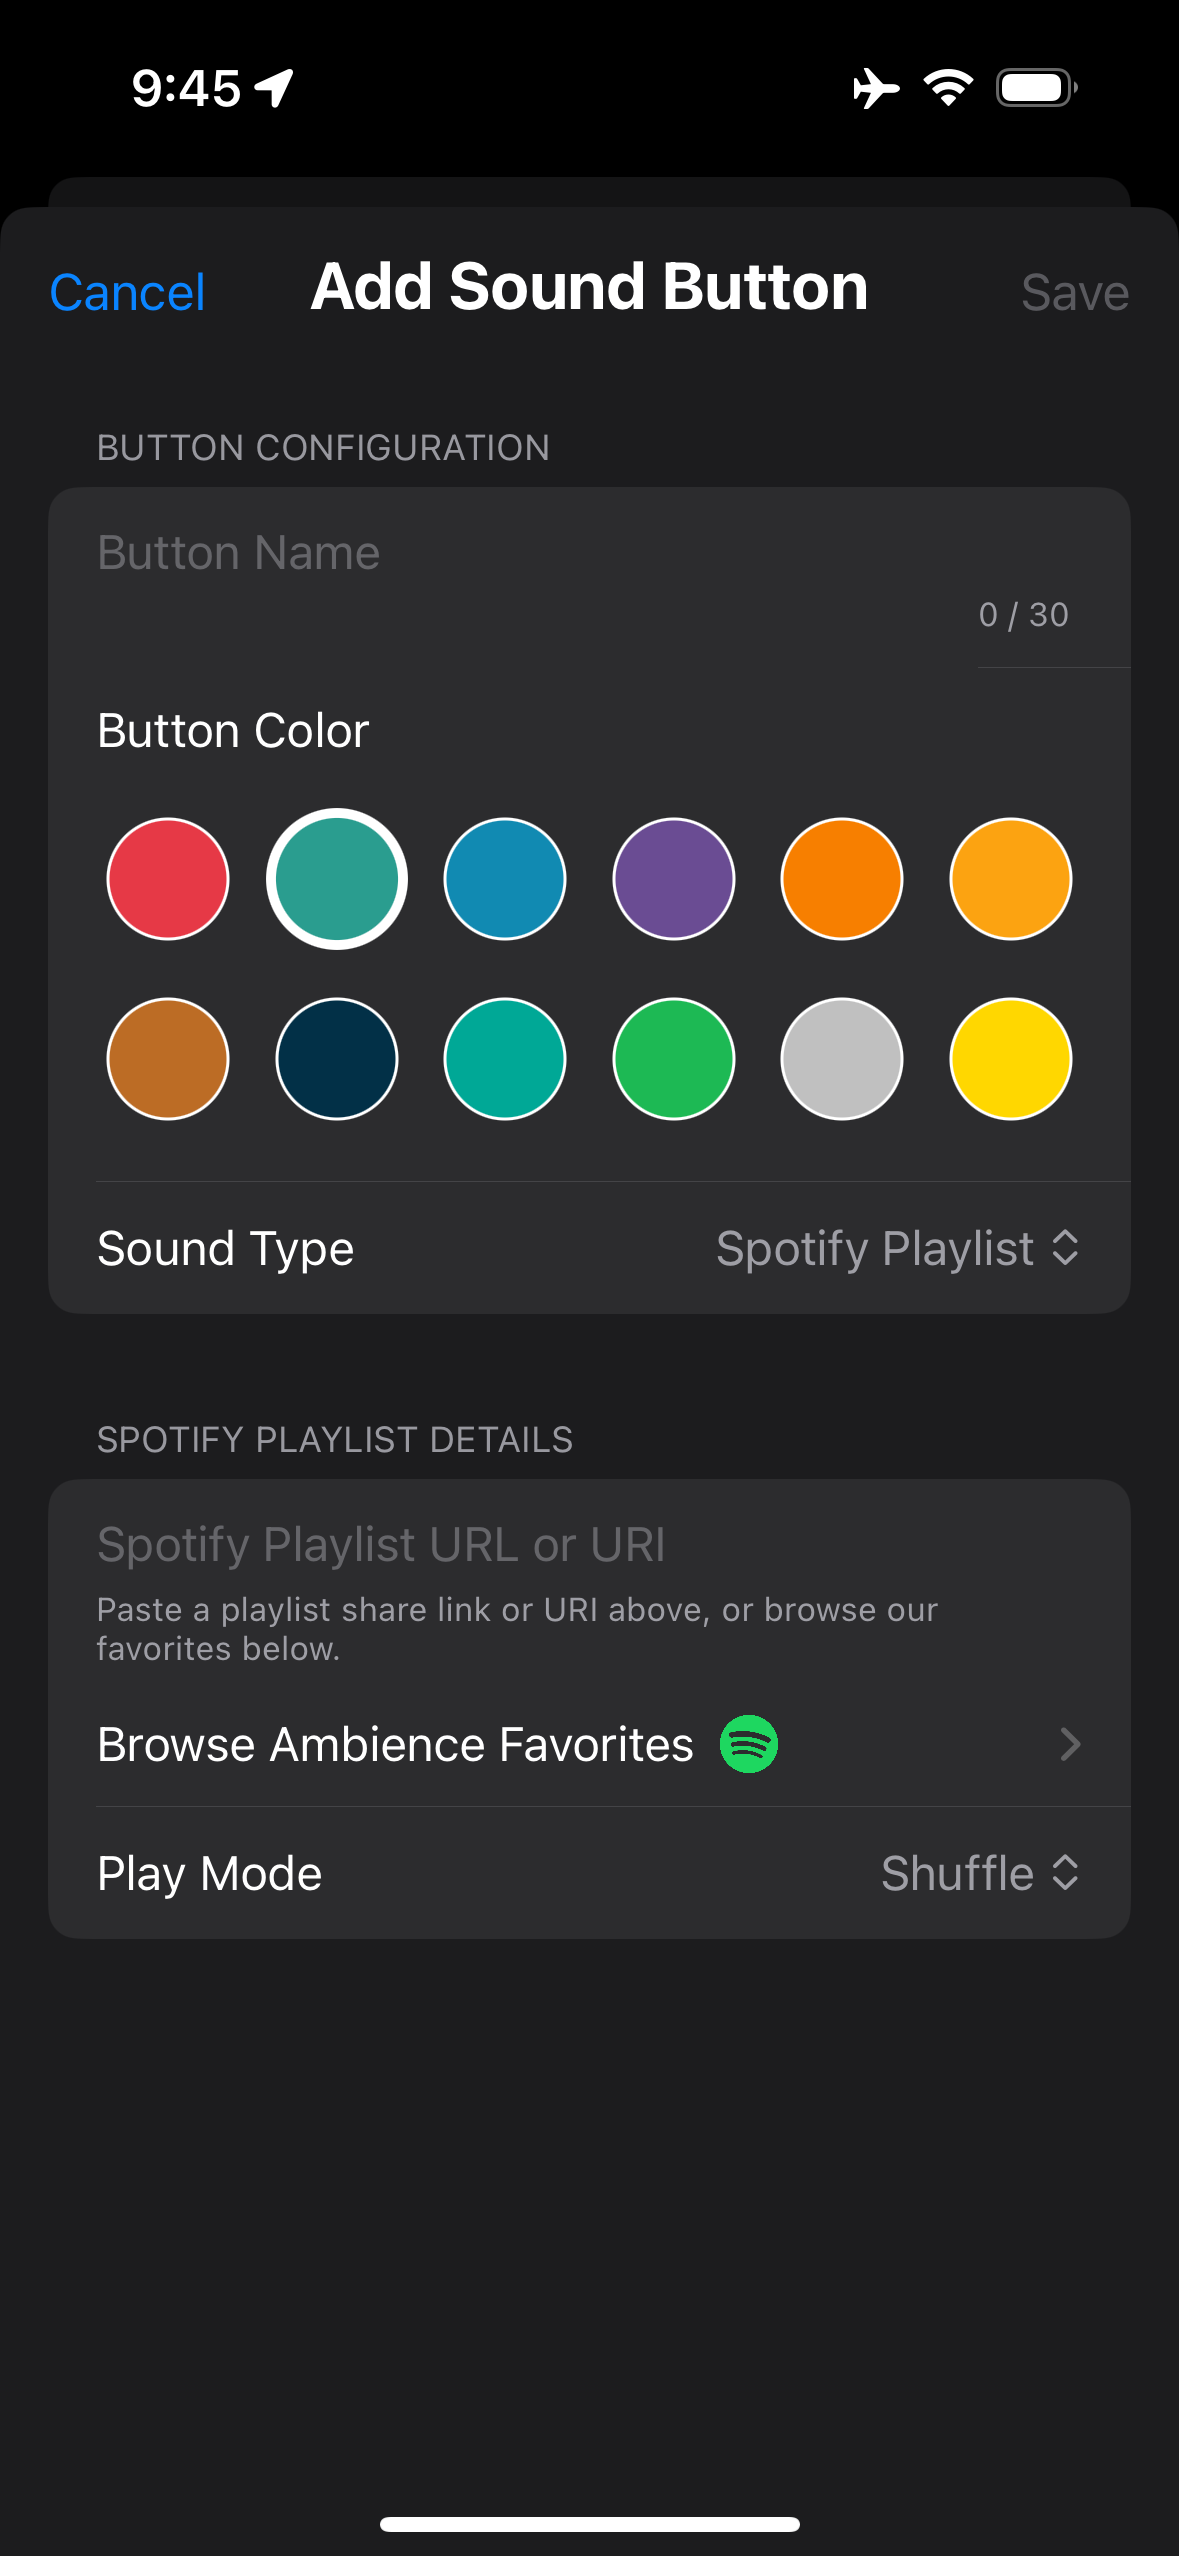 9:45
Cancel
Add Sound Button
Save
BUTTON CONFIGURATION
Button Name
0 / 30
Button Color
Sound Type
Spotify Playlist
SPOTIFY PLAYLIST DETAILS
Spotify Playlist URL or URI
Paste a playlist share link or URI above, or browse our
favorites below.
Browse Ambience Favorites
Play Mode
Shuffle